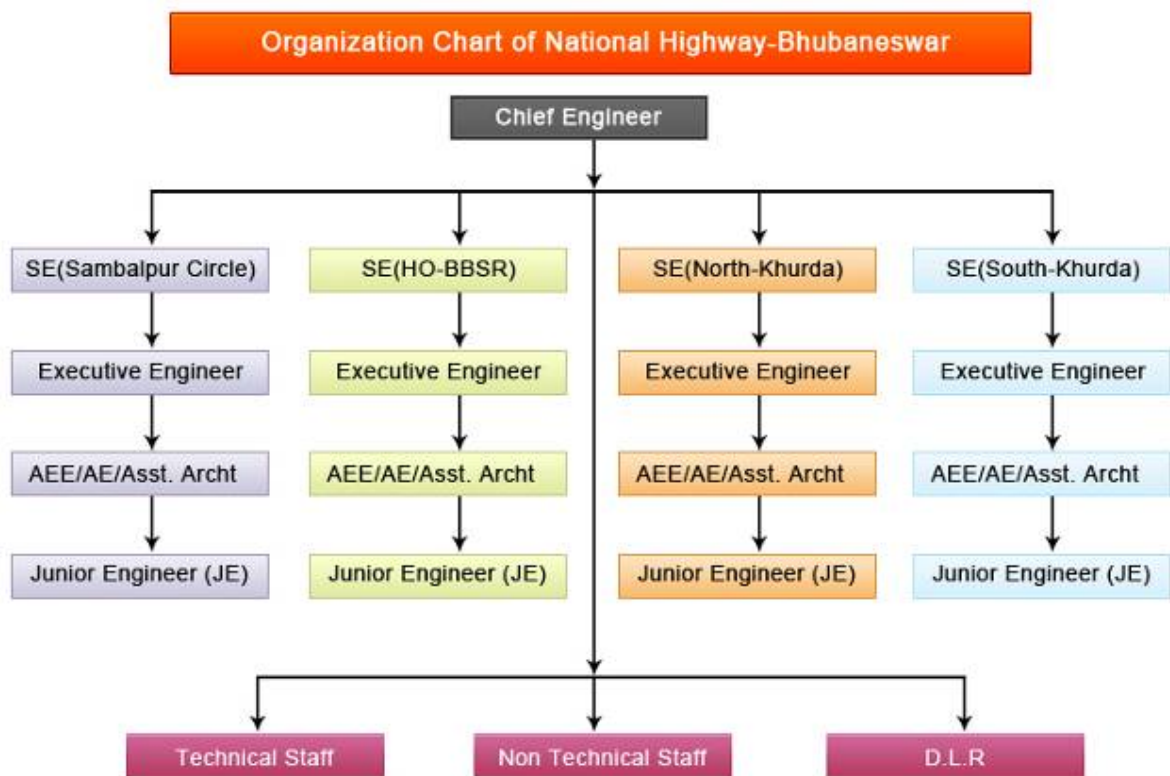 Organization Chart of National Highway-Bhubaneswar
Chief Engineer
SE(Sambalpur Circle)
SE(HO-BBSR)
SE(North-Khurda)
SE(South-Khurda)
Executive Engineer
Executive Engineer
Executive Engineer
Executive Engineer
AEE/AE/Asst. Archt
AEE/AE/Asst. Archt
AEE/AE/Asst. Archt
AEE/AE/Asst. Archt
Junior Engineer (JE)
Junior Engineer (JE)
Junior Engineer (JE)
Junior Engineer (JE)
Technical Staff
Non Technical Staff
D.L.R